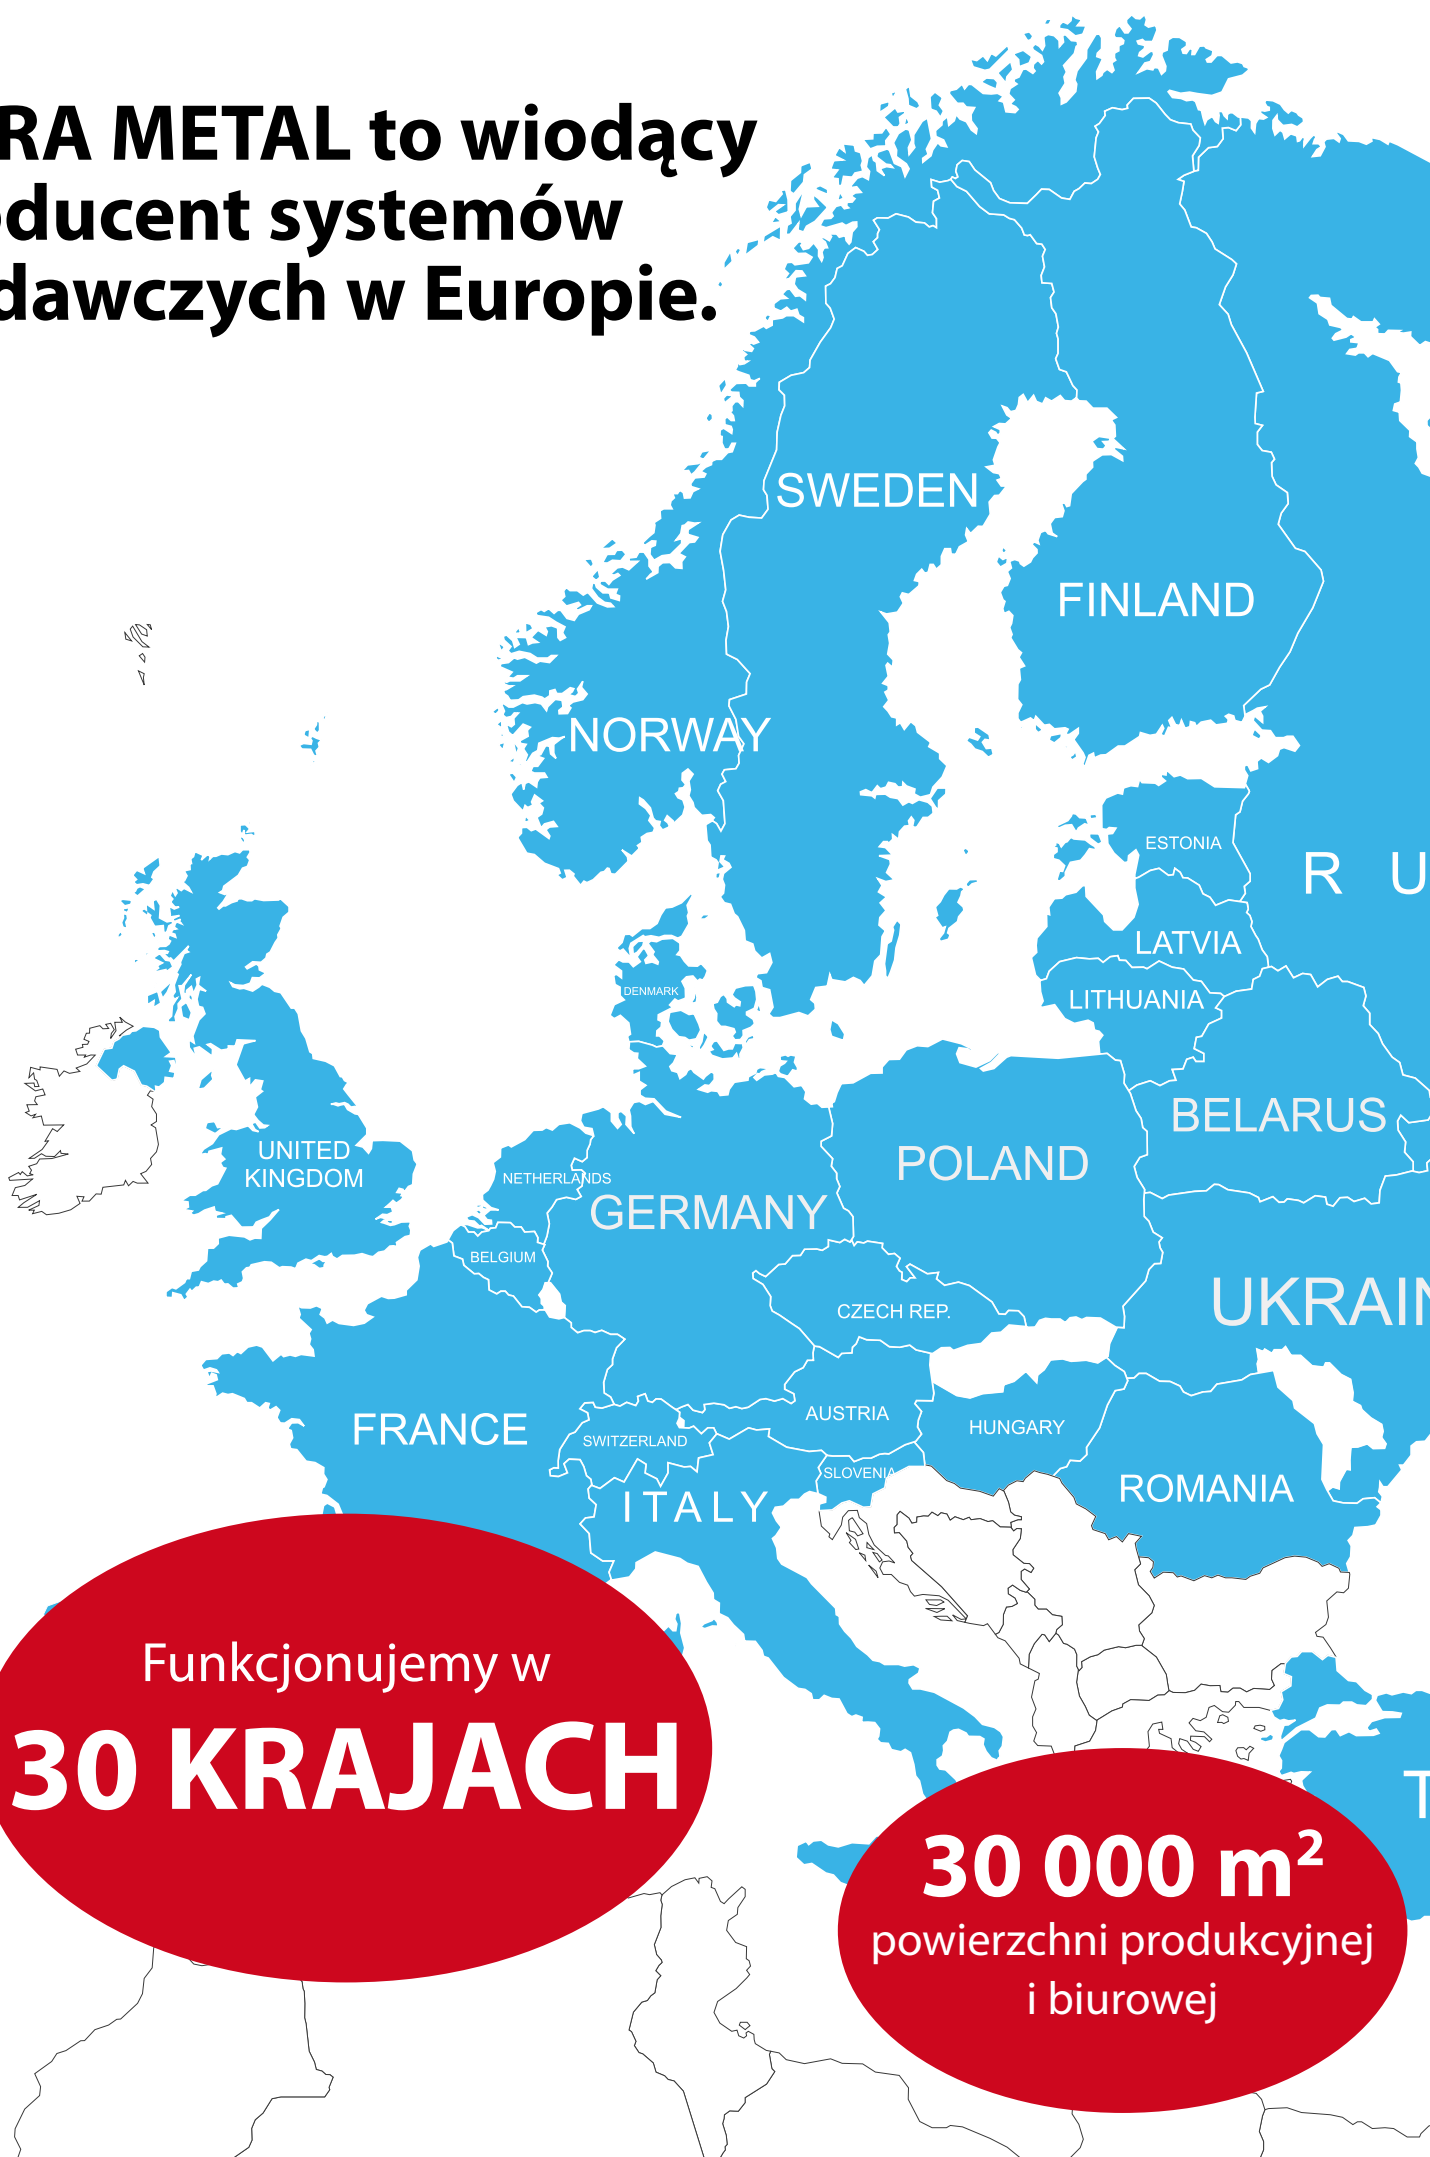 RA METAL to wiodący
ducent systemów
dawczych w Europie.
SWEDEN
FINLAND
NORWAY
ESTONIA
R U
LATVIA
DENMARK
LITHUANIA
BELARUS
UNITED
KINGDOM
POLAND
NETHERLANDS
GERMANY
BELGIUM
UKRAIN
CZECH REP.
AUSTRIA
FRANCE
HUNGARY
SWITZERLAND
SLOVENIA
ROMANIA
ITALY
Funkcjonujemy w
30 KRAJACH
T
30 000 m²
powierzchni produkcyjnej
i biurowej